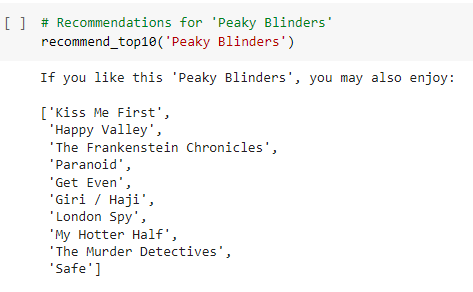 [ ] # Recommendations for 'Peaky Blinders'
recommend_top10('Peaky Blinders')
If you like this 'Peaky Blinders', you may also enjoy:
['Kiss Me First',
'Happy Valley',
'The Frankenstein Chronicles',
'Paranoid',
'Get Even',
'Giri / Haji',
'London Spy',
'My Hotter Half',
'The Murder Detectives',
'Safe']